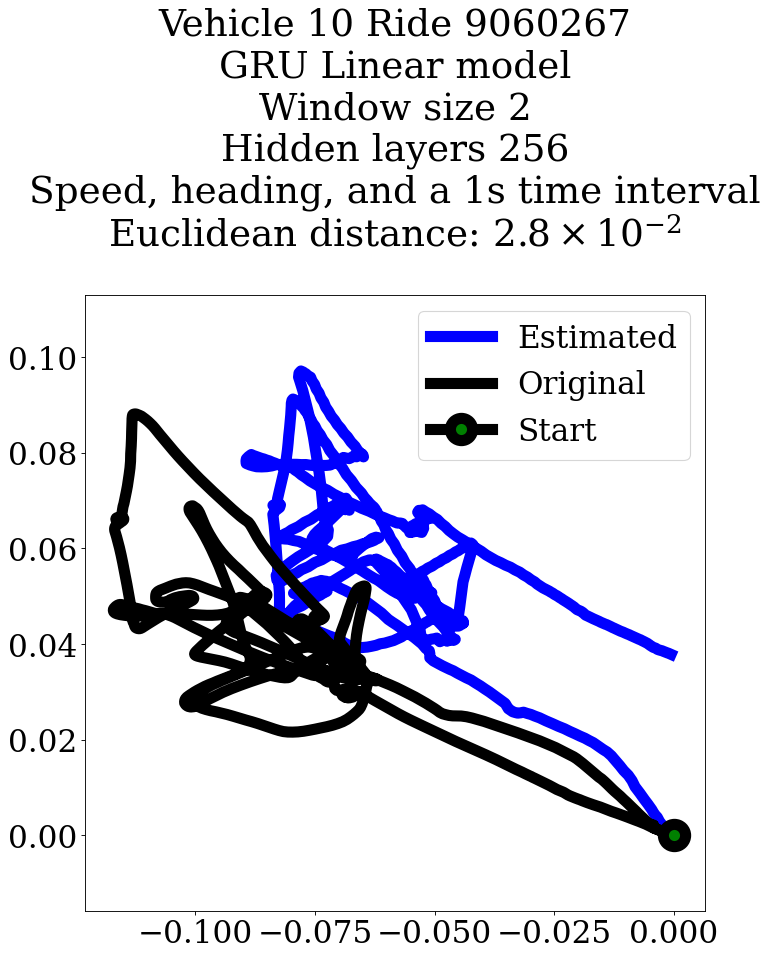 Vehicle 10 Ride 9060267
GRU Linear model
Window size 2
Hidden layers 256
Speed, heading, and a 1s time interval
Euclidean distance: 2.8 × 10⁻²
Estimated
Original
Start
0.10
0.08
0.06
0.04
0.02
0.00
−0.100 −0.075 −0.050 −0.025 0.000